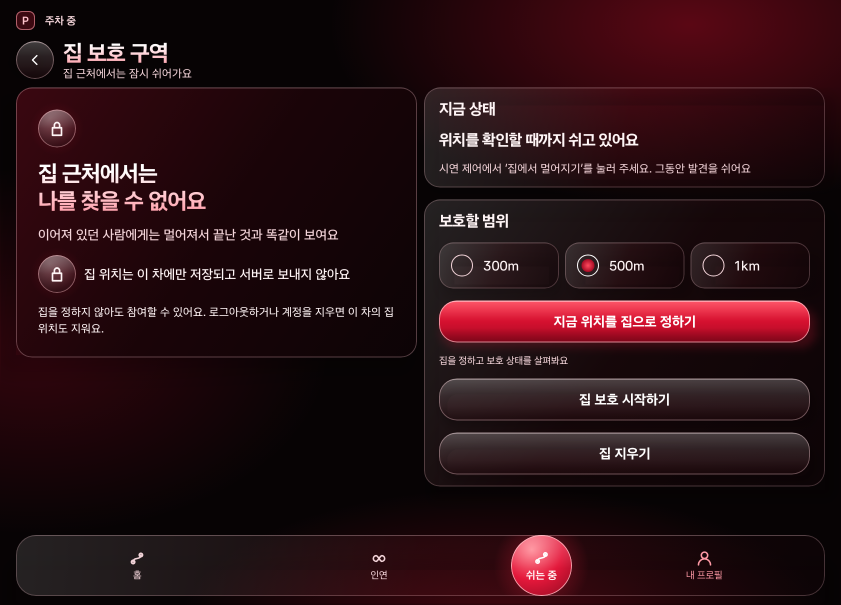 P 주차 중
집 보호 구역
집 근처에서는 잠시 쉬어가요
집 근처에서는
나를 찾을 수 없어요
이어져 있던 사람에게는 멀어져서 끝난 것과 똑같이 보여요
집 위치는 이 차에만 저장되고 서버로 보내지 않아요
집을 정하지 않아도 참여할 수 있어요. 로그아웃하거나 계정을 지우면 이 차의 집
위치도 지워요.
지금 상태
위치를 확인할 때까지 쉬고 있어요
시연 제어에서 '집에서 멀어지기'를 눌러 주세요. 그동안 발견을 쉬어요
보호할 범위
300m
500m
1km
지금 위치를 집으로 정하기
집을 정하고 보호 상태를 살펴봐요
집 보호 시작하기
집 지우기
홈
인연
쉬는 중
내 프로필